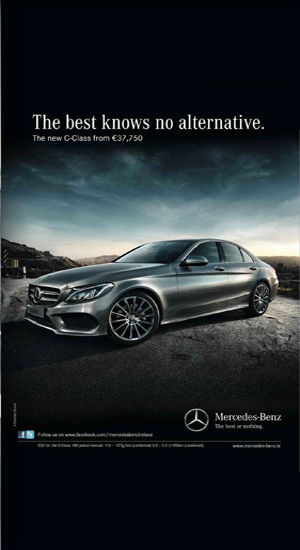 The best knows no alternative.
The new C-Class from €37,750
Mercedes-Benz
The best or nothing.
Follow us on www.facebook.com/mercedesbenzireland
www.mercedes-benz.ie